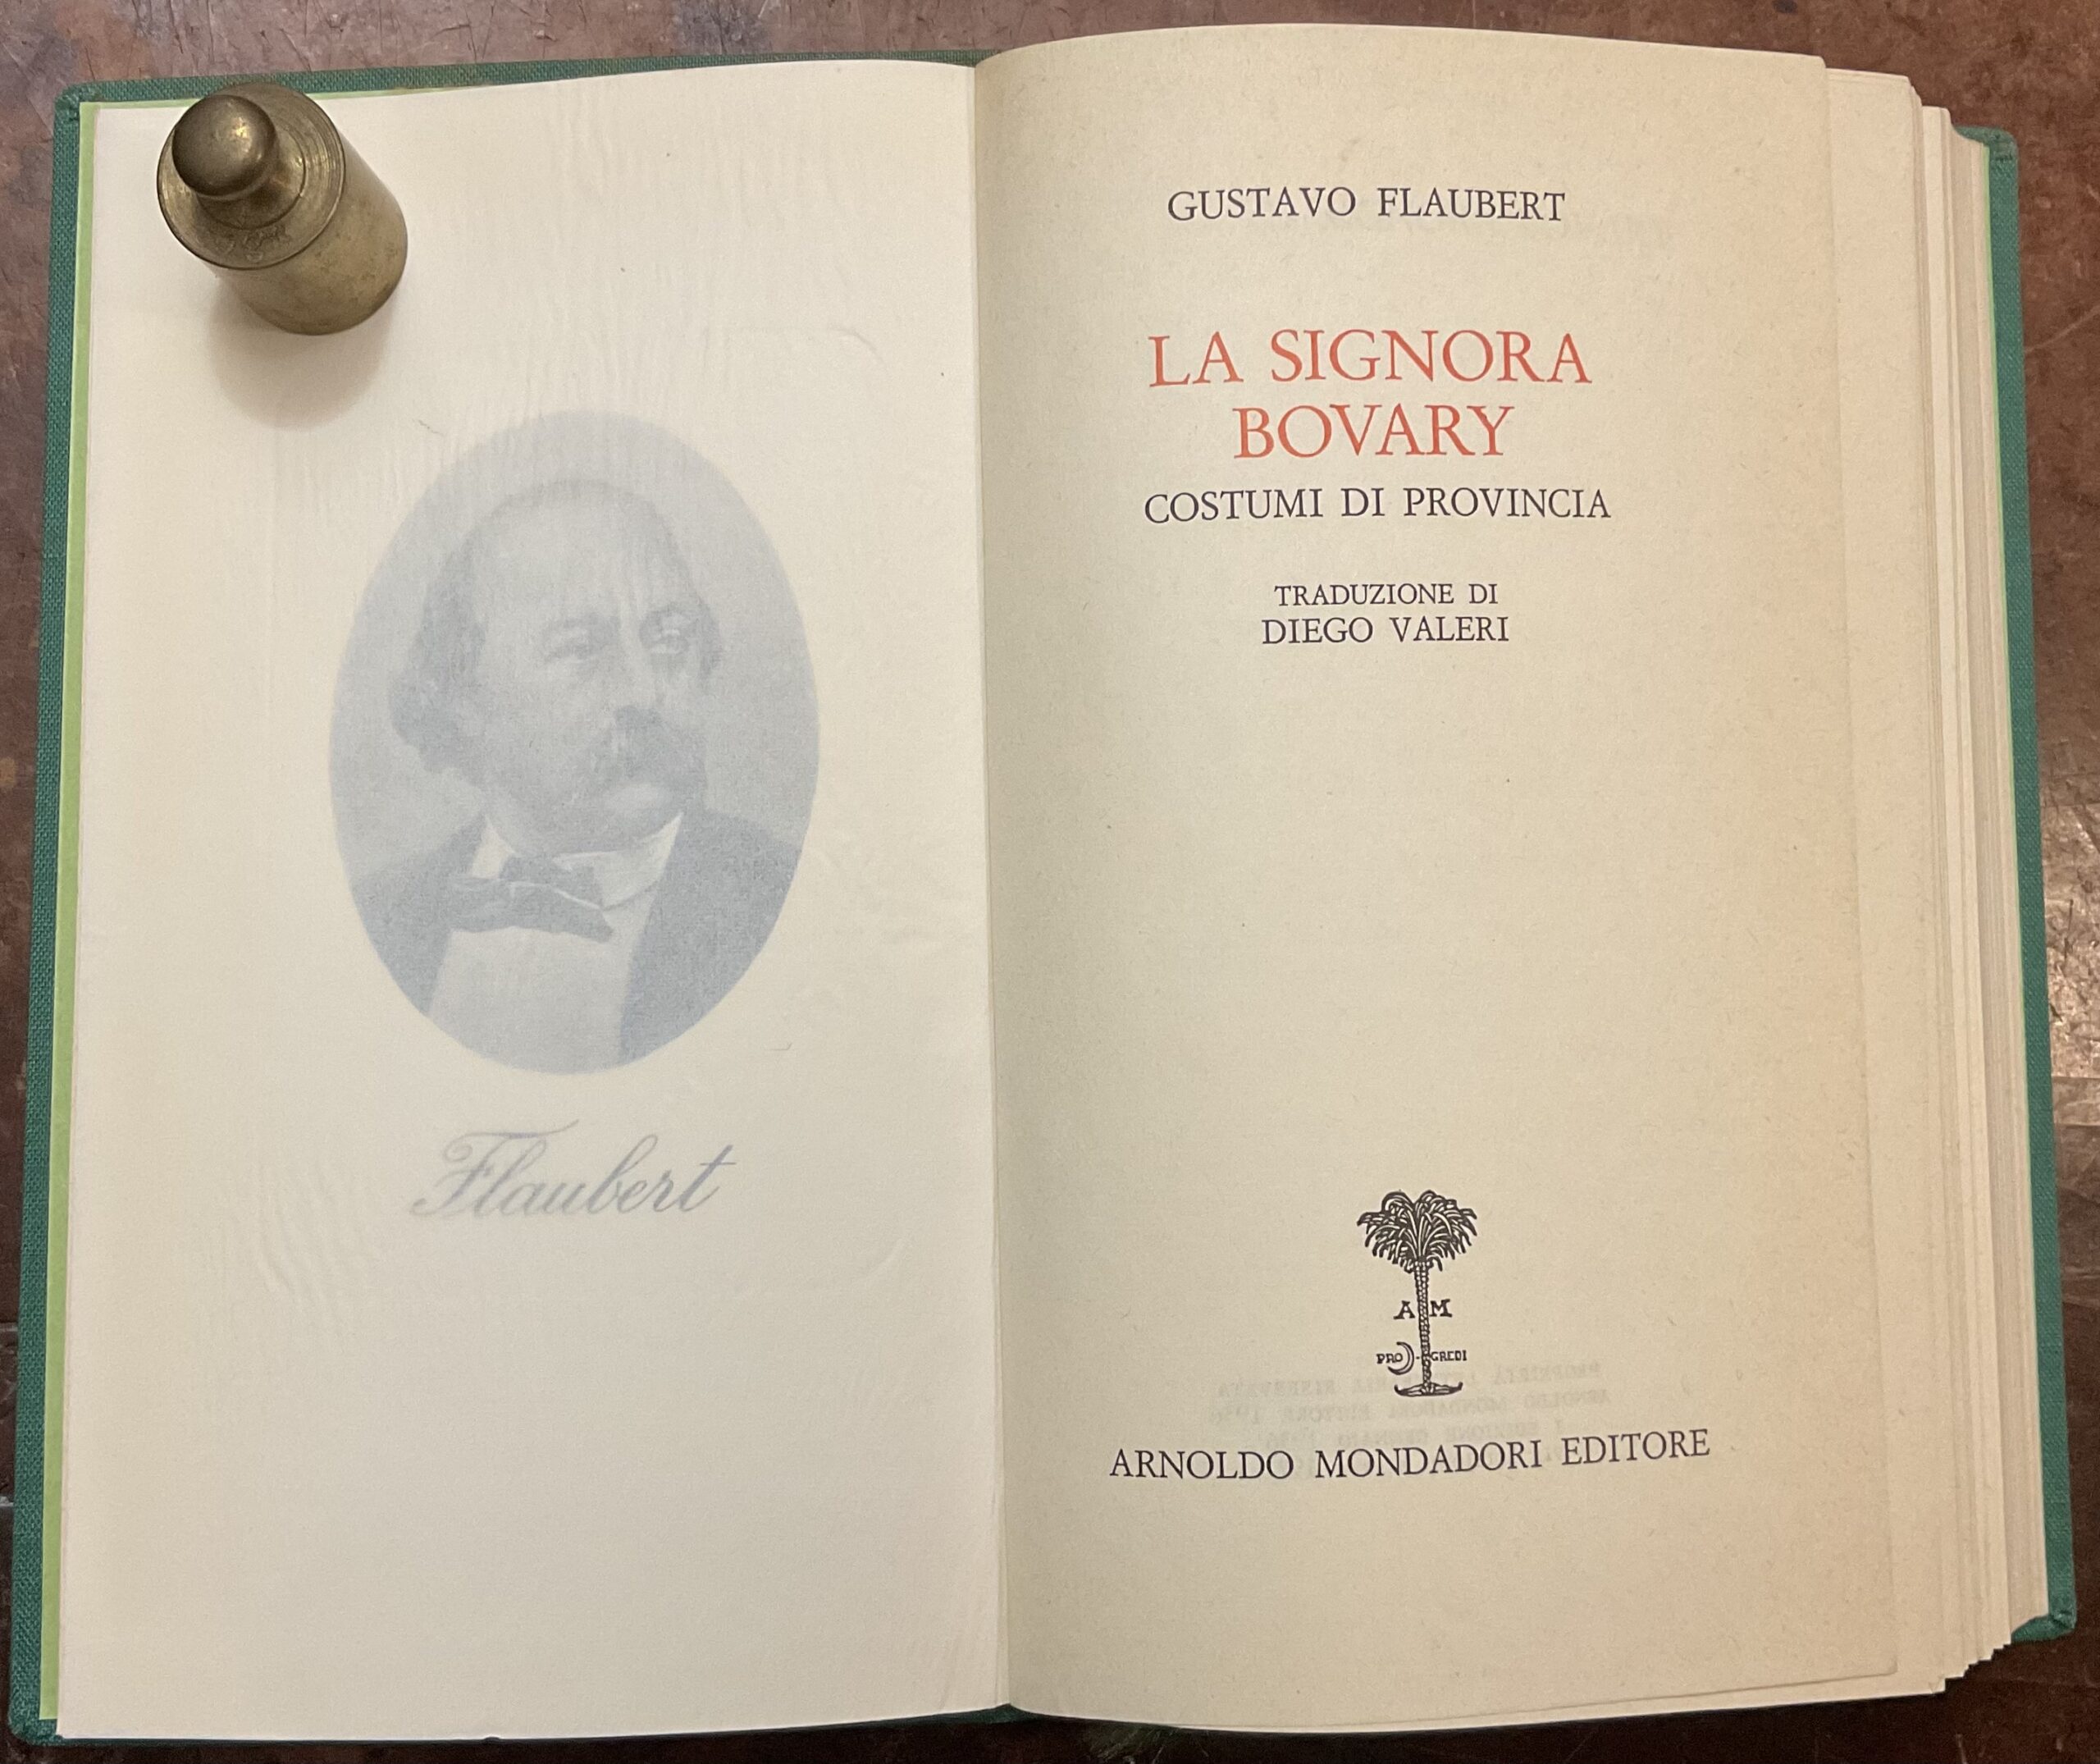 Flaubert
GUSTAVO FLAUBERT
LA SIGNORA
BOVARY
COSTUMI DI PROVINCIA
TRADUZIONE DI
DIEGO VALERI
A M
PRO-GREDI
ARNOLDO MONDADORI EDITORE